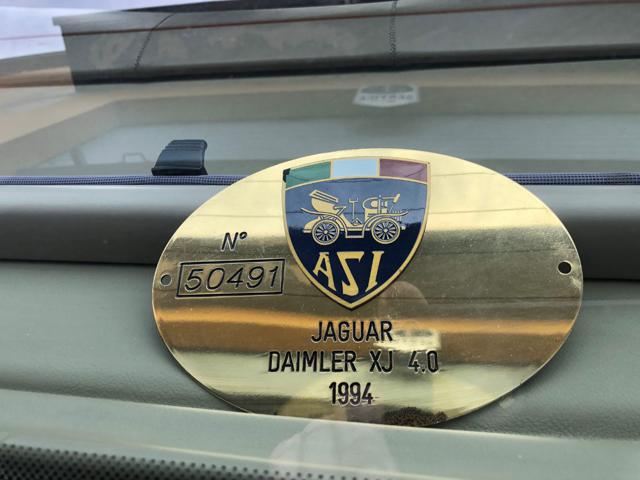 N°
50491
ASI
JAGUAR
DAIMLER XJ 4.0
1994